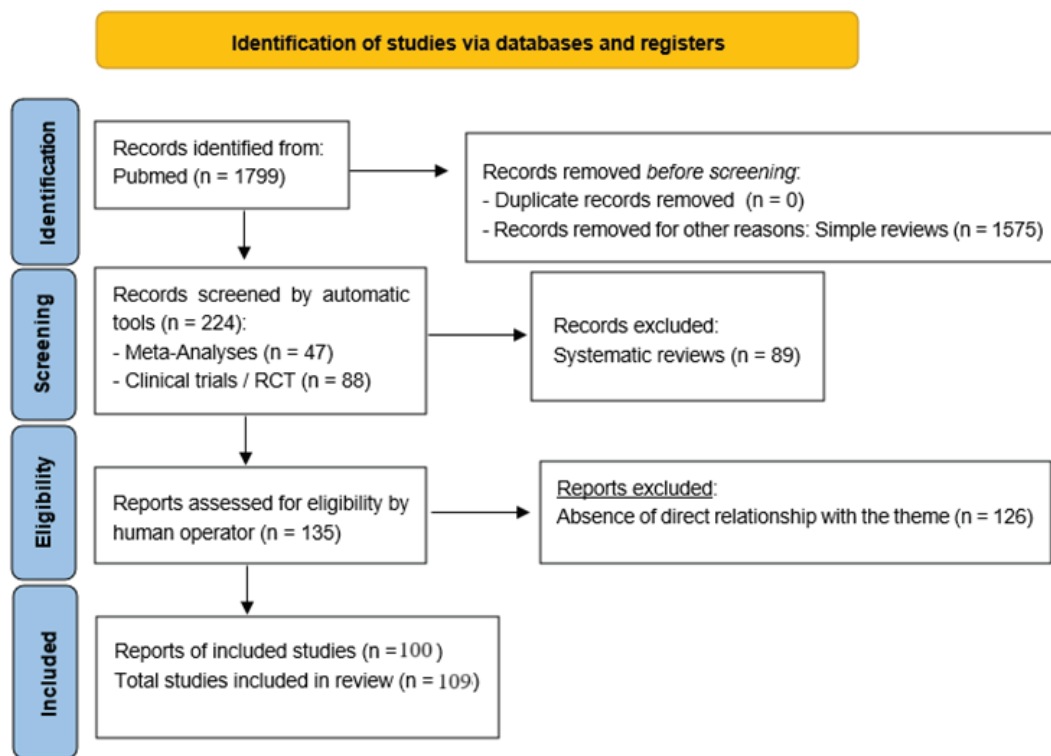 Identification of studies via databases and registers
Identification
Records identified from:
Pubmed (n = 1799)
Records removed before screening:
- Duplicate records removed (n = 0)
- Records removed for other reasons: Simple reviews (n = 1575)
Screening
Records screened by automatic
tools (n = 224):
- Meta-Analyses (n = 47)
- Clinical trials / RCT (n = 88)
Records excluded:
Systematic reviews (n = 89)
Eligibility
Reports assessed for eligibility by
human operator (n = 135)
Reports excluded:
Absence of direct relationship with the theme (n = 126)
Included
Reports of included studies (n =100)
Total studies included in review (n = 109)